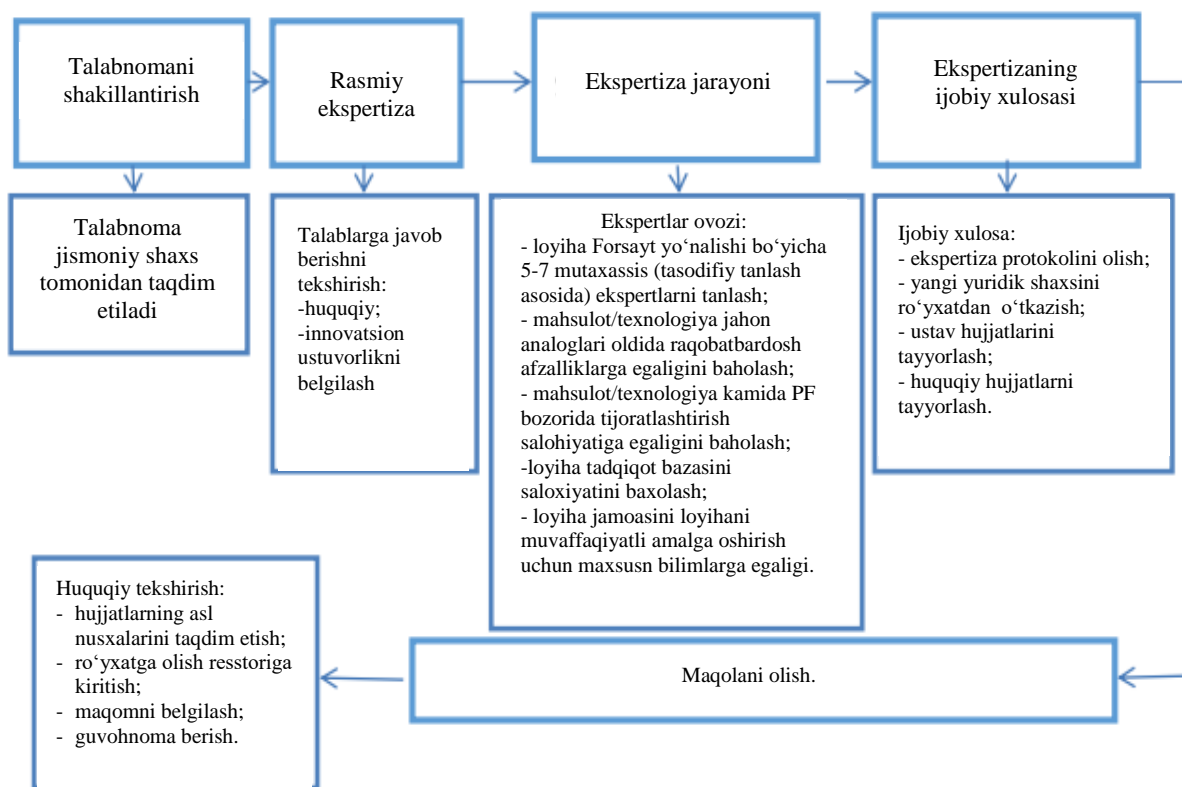 Talabnomani
shakillantirish
Rasmiy
ekspertiza
Ekspertiza jarayoni
Ekspertizaning
ijobiy xulosasi
Talabnoma
jismoniy shaxs
tomonidan taqdim
etiladi
Talablarga javob
berishni
tekshirish:
-huquqiy;
-innovatsion
ustuvorlikni
belgilash
Ekspertlar ovozi:
- loyiha Forsayt yo‘nalishi bo‘yicha
5-7 mutaxassis (tasodifiy tanlash
asosida) ekspertlarni tanlash;
- mahsulot/texnologiya jahon
analoglari oldida raqobatbardosh
afzalliklarga egaligini baholash;
- mahsulot/texnologiya kamida PF
bozorida tijoratlashtirish
salohiyatiga egaligini baholash;
-loyiha tadqiqot bazasini
saloxiyatini baxolash;
- loyiha jamoasini loyihani
muvaffaqiyatli amalga oshirish
uchun maxsusn bilimlarga egaligi.
Ijobiy xulosa:
- ekspertiza protokolini olish;
- yangi yuridik shaxsini
ro‘yxatdan o‘tkazish;
- ustav hujjatlarini
tayyorlash;
- huquqiy hujjatlarni
tayyorlash.
Maqolani olish.
Huquqiy tekshirish:
- hujjatlarning asl
nusxalarini taqdim etish;
- ro‘yxatga olish resstoriga
kiritish;
- maqomni belgilash;
- guvohnoma berish.